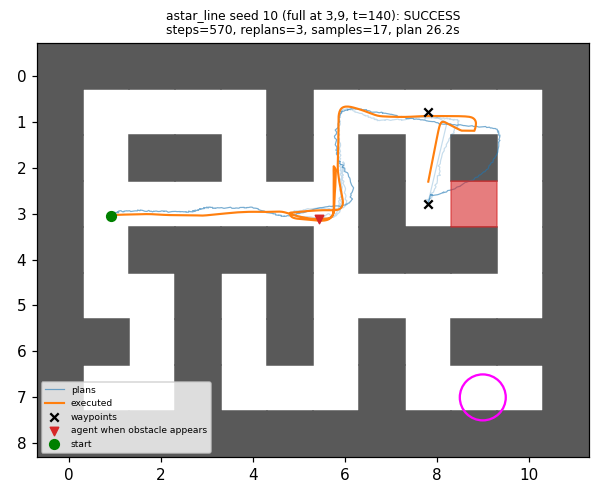 astar_line seed 10 (full at 3,9, t=140): SUCCESS
steps=570, replans=3, samples=17, plan 26.2s
0
1
2
3
4
5
6
7
8
plans
executed
waypoints
agent when obstacle appears
start
0 2 4 6 8 10